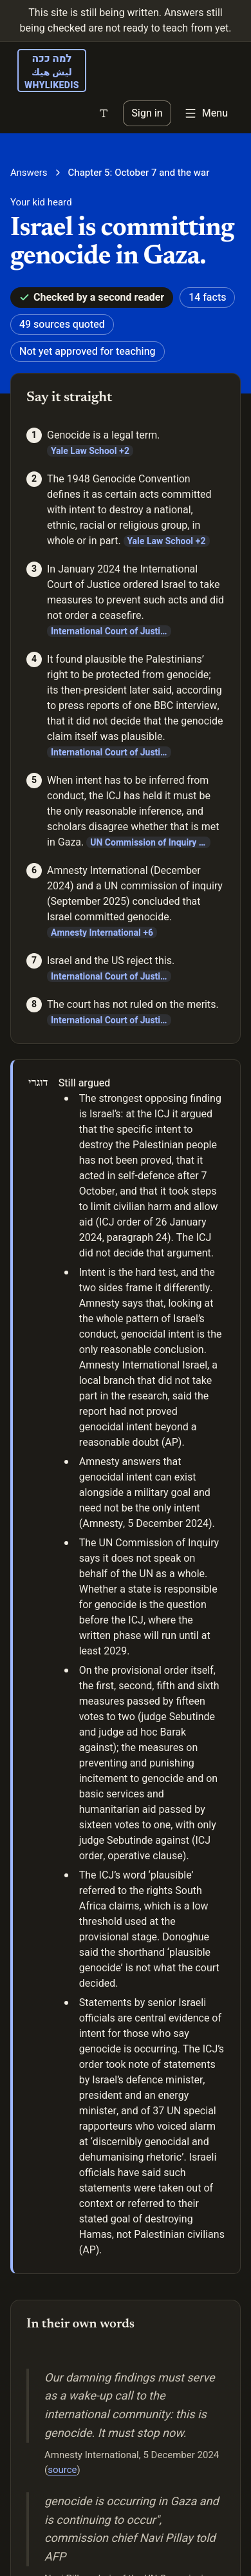 This site is still being written. Answers still
being checked are not ready to teach from yet.
למה ככה
ليش هيك
WHYLIKEDIS
Sign in
Menu
Answers > Chapter 5: October 7 and the war
Your kid heard
Israel is committing
genocide in Gaza.
Checked by a second reader
14 facts
49 sources quoted
Not yet approved for teaching
Say it straight
1 Genocide is a legal term.
Yale Law School +2
2 The 1948 Genocide Convention
defines it as certain acts committed
with intent to destroy a national,
ethnic, racial or religious group, in
whole or in part. Yale Law School +2
3 In January 2024 the International
Court of Justice ordered Israel to take
measures to prevent such acts and did
not order a ceasefire.
International Court of Justi…
4 It found plausible the Palestinians’
right to be protected from genocide;
its then-president later said, according
to press reports of one BBC interview,
that it did not decide that the genocide
claim itself was plausible.
International Court of Justi…
5 When intent has to be inferred from
conduct, the ICJ has held it must be
the only reasonable inference, and
scholars disagree whether that is met
in Gaza. UN Commission of Inquiry …
6 Amnesty International (December
2024) and a UN commission of inquiry
(September 2025) concluded that
Israel committed genocide.
Amnesty International +6
7 Israel and the US reject this.
International Court of Justi…
8 The court has not ruled on the merits.
International Court of Justi…
דוגרי Still argued
• The strongest opposing finding
is Israel’s: at the ICJ it argued
that the specific intent to
destroy the Palestinian people
has not been proved, that it
acted in self-defence after 7
October, and that it took steps
to limit civilian harm and allow
aid (ICJ order of 26 January
2024, paragraph 24). The ICJ
did not decide that argument.
• Intent is the hard test, and the
two sides frame it differently.
Amnesty says that, looking at
the whole pattern of Israel’s
conduct, genocidal intent is the
only reasonable conclusion.
Amnesty International Israel, a
local branch that did not take
part in the research, said the
report had not proved
genocidal intent beyond a
reasonable doubt (AP).
• Amnesty answers that
genocidal intent can exist
alongside a military goal and
need not be the only intent
(Amnesty, 5 December 2024).
• The UN Commission of Inquiry
says it does not speak on
behalf of the UN as a whole.
Whether a state is responsible
for genocide is the question
before the ICJ, where the
written phase will run until at
least 2029.
• On the provisional order itself,
the first, second, fifth and sixth
measures passed by fifteen
votes to two (judge Sebutinde
and judge ad hoc Barak
against); the measures on
preventing and punishing
incitement to genocide and on
basic services and
humanitarian aid passed by
sixteen votes to one, with only
judge Sebutinde against (ICJ
order, operative clause).
• The ICJ’s word ‘plausible’
referred to the rights South
Africa claims, which is a low
threshold used at the
provisional stage. Donoghue
said the shorthand ‘plausible
genocide’ is not what the court
decided.
• Statements by senior Israeli
officials are central evidence of
intent for those who say
genocide is occurring. The ICJ’s
order took note of statements
by Israel’s defence minister,
president and an energy
minister, and of 37 UN special
rapporteurs who voiced alarm
at ‘discernibly genocidal and
dehumanising rhetoric’. Israeli
officials have said such
statements were taken out of
context or referred to the their
stated goal of destroying
Hamas, not Palestinian civilians
(AP).
In their own words
Our damning findings must serve
as a wake-up call to the
international community: this is
genocide. It must stop now.
Amnesty International, 5 December 2024
(source)
genocide is occurring in Gaza and
is continuing to occur",
commission chief Navi Pillay told
AFP